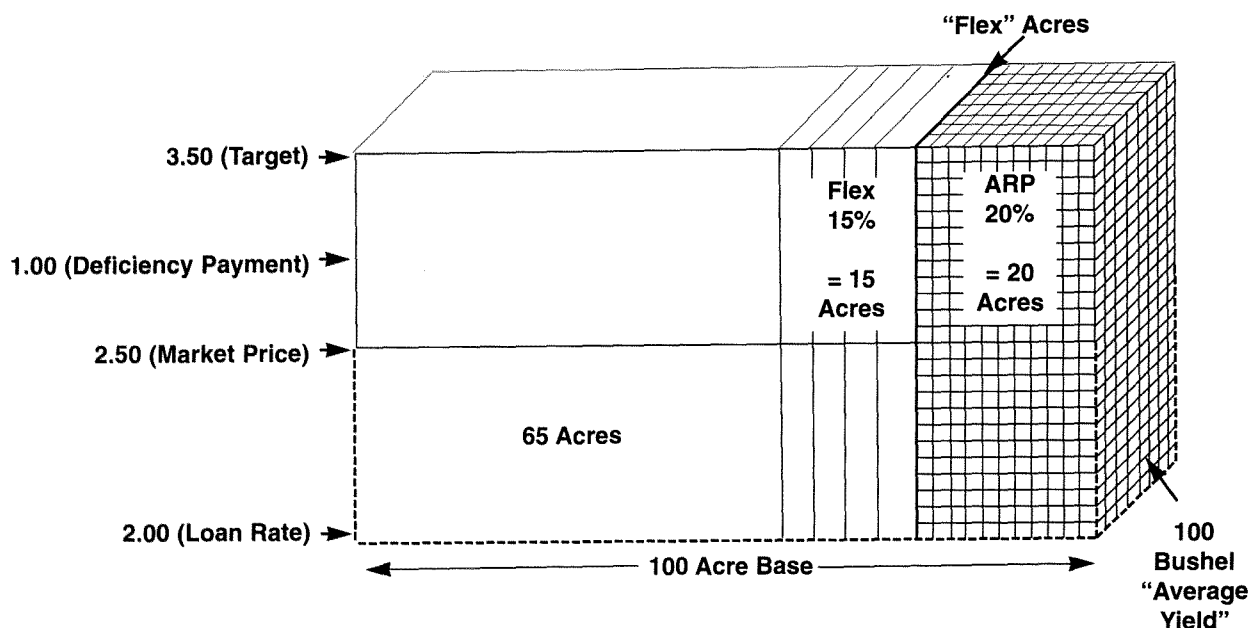 “Flex” Acres
3.50 (Target)
1.00 (Deficiency Payment)
2.50 (Market Price)
2.00 (Loan Rate)
Flex
15%
= 15
Acres
ARP
20%
= 20
Acres
65 Acres
100 Acre Base
100
Bushel
“Average
Yield”